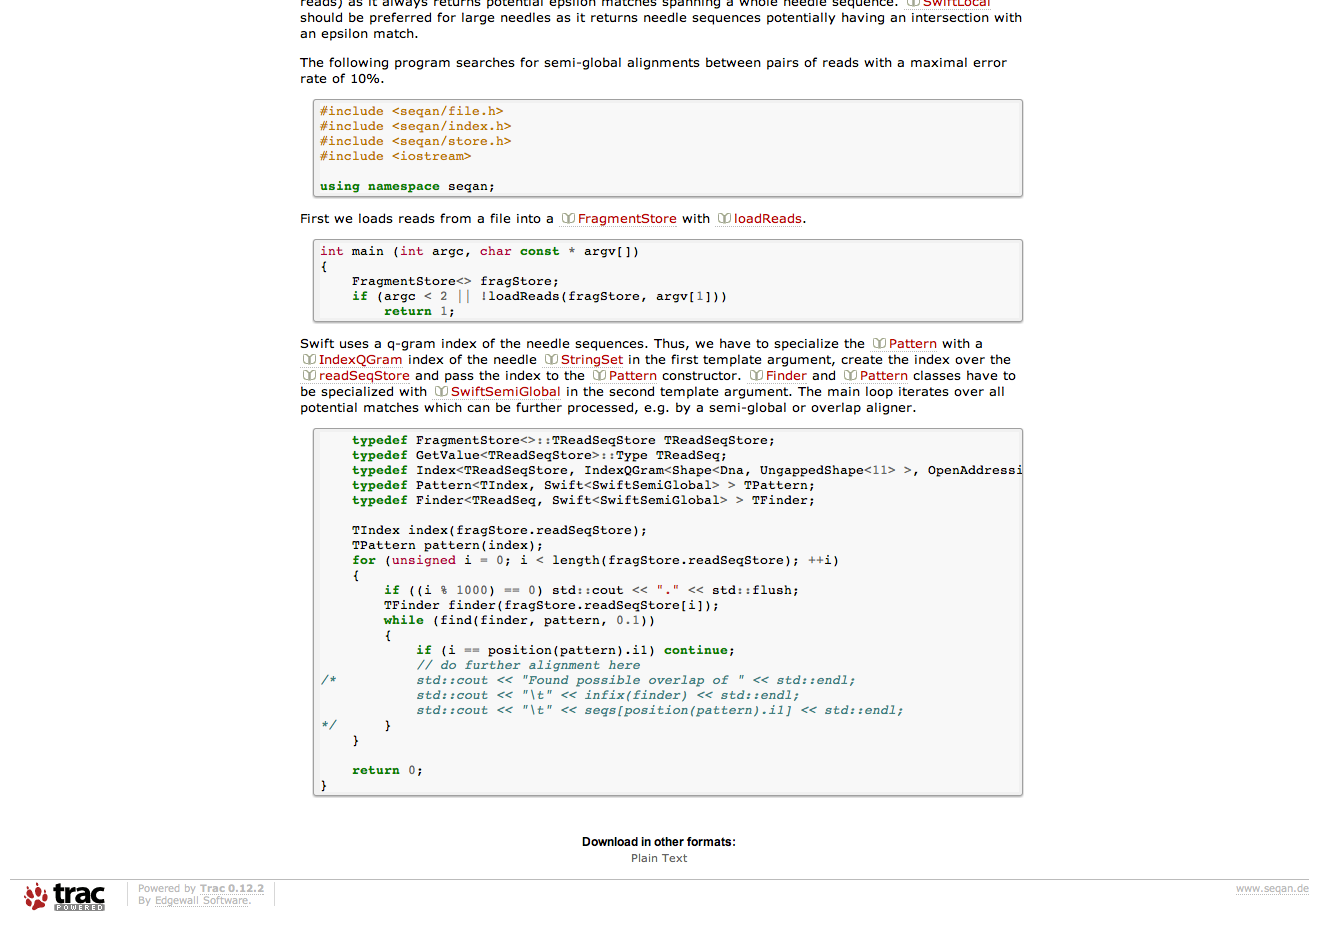 reads) as it always returns potential epsilon matches spanning a whole needle sequence. SwiftLocal
should be preferred for large needles as it returns needle sequences potentially having an intersection with
an epsilon match.
The following program searches for semi-global alignments between pairs of reads with a maximal error
rate of 10%.
#include <seqan/file.h>
#include <seqan/index.h>
#include <seqan/store.h>
#include <iostream>
using namespace seqan;
First we loads reads from a file into a FragmentStore with loadReads.
int main (int argc, char const * argv[])
{
    FragmentStore<> fragStore;
    if (argc < 2 || !loadReads(fragStore, argv[1]))
        return 1;
Swift uses a q-gram index of the needle sequences. Thus, we have to specialize the Pattern with a
IndexQGram index of the needle StringSet in the first template argument, create the index over the
readSeqStore and pass the index to the Pattern constructor. Finder and Pattern classes have to
be specialized with SwiftSemiGlobal in the second template argument. The main loop iterates over all
potential matches which can be further processed, e.g. by a semi-global or overlap aligner.
    typedef FragmentStore<>::TReadSeqStore TReadSeqStore;
    typedef GetValue<TReadSeqStore>::Type TReadSeq;
    typedef Index<TReadSeqStore, IndexQGram<Shape<Dna, UngappedShape<11> >, OpenAddressi
    typedef Pattern<TIndex, Swift<SwiftSemiGlobal> > TPattern;
    typedef Finder<TReadSeq, Swift<SwiftSemiGlobal> > TFinder;
    TIndex index(fragStore.readSeqStore);
    TPattern pattern(index);
    for (unsigned i = 0; i < length(fragStore.readSeqStore); ++i)
    {
        if ((i % 1000) == 0) std::cout << "." << std::flush;
        TFinder finder(fragStore.readSeqStore[i]);
        while (find(finder, pattern, 0.1))
        {
            if (i == position(pattern).i1) continue;
            // do further alignment here
/*          std::cout << "Found possible overlap of " << std::endl;
            std::cout << "\t" << infix(finder) << std::endl;
            std::cout << "\t" << seqs[position(pattern).i1] << std::endl;
*/      }
    }
    return 0;
}
Download in other formats:
Plain Text
trac POWERED
Powered by Trac 0.12.2
By Edgewall Software.
www.seqan.de